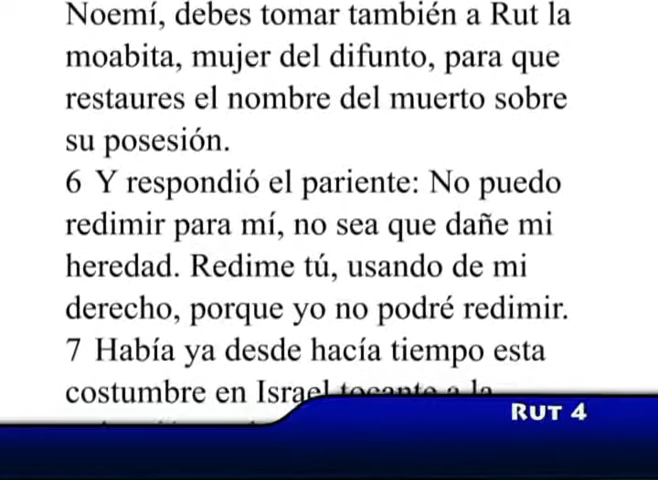 Noemí, debes tomar también a Rut la
moabita, mujer del difunto, para que
restaures el nombre del muerto sobre
su posesión.
6 Y respondió el pariente: No puedo
redimir para mí, no sea que dañe mi
heredad. Redime tú, usando de mi
derecho, porque yo no podré redimir.
7 Había ya desde hacía tiempo esta
costumbre en Israel tocante a la
RUT 4